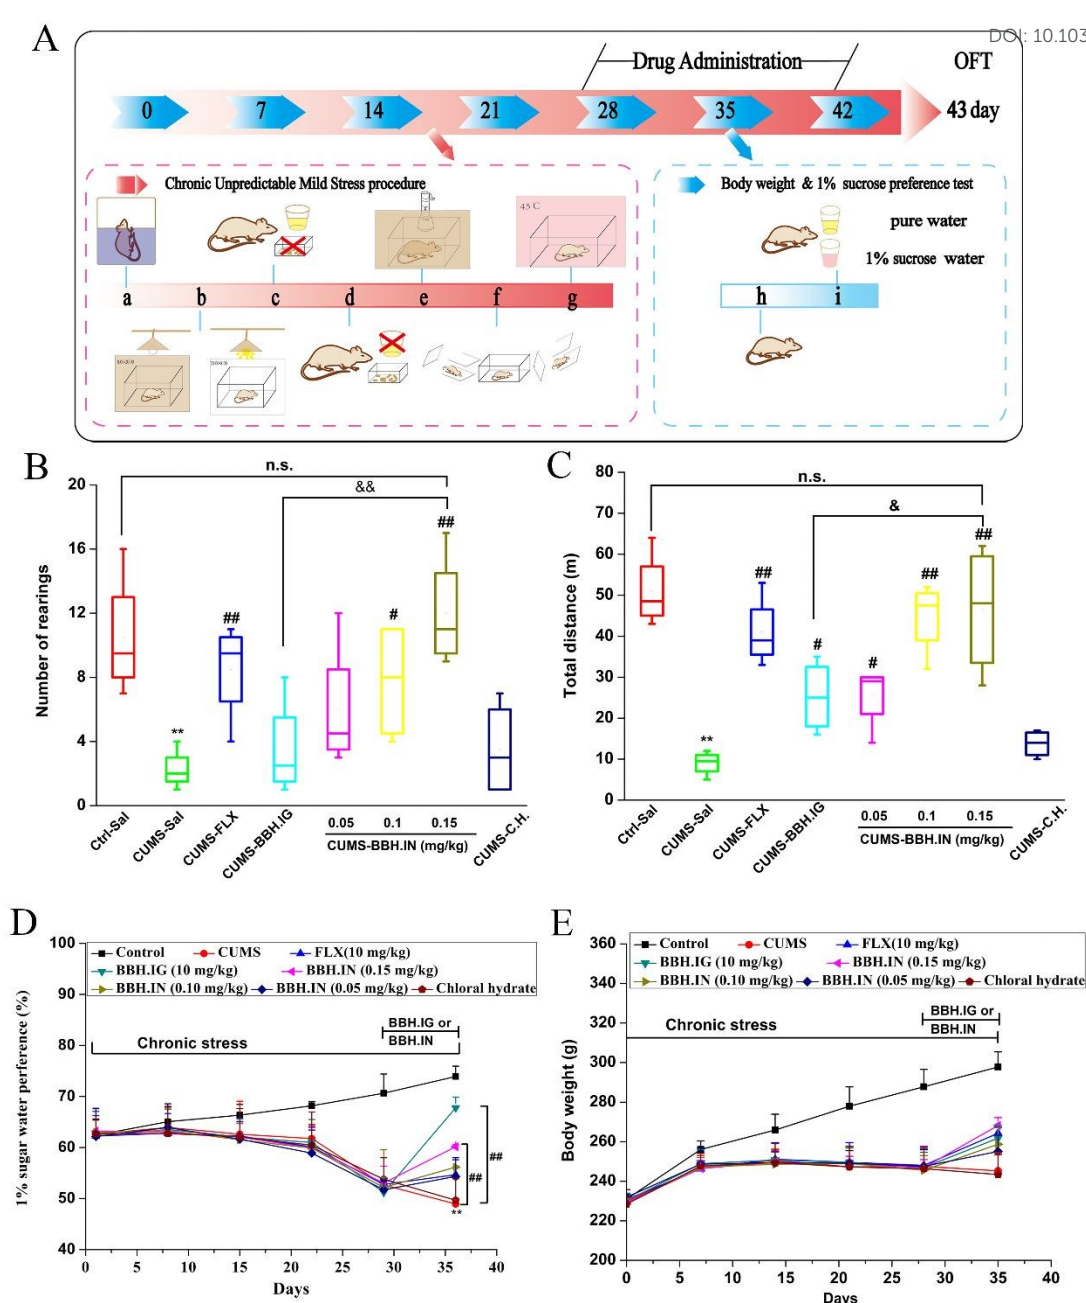 A
DOI: 10.103
Drug Administration
OFT
0 7 14 21 28 35 42
43 day
Chronic Unpredictable Mild Stress procedure
Body weight & 1% sucrose preference test
pure water
1% sucrose water
a b c d e f g
h i
B
n.s.
&&
##
##
#
**
Number of rearings
20
16
12
8
4
0
Ctrl-Sal
CUMS-Sal
CUMS-FLX
CUMS-BBH.IG
0.05 0.1 0.15
CUMS-BBH.IN (mg/kg)
CUMS-C.H.
C
n.s.
&
##
##
##
#
#
**
Total distance (m)
80
70
60
50
40
30
20
10
0
Ctrl-Sal
CUMS-Sal
CUMS-FLX
CUMS-BBH.IG
0.05 0.1 0.15
CUMS-BBH.IN (mg/kg)
CUMS-C.H.
D
Control CUMS FLX(10 mg/kg)
BBH.IG (10 mg/kg) BBH.IN (0.15 mg/kg)
BBH.IN (0.10 mg/kg) BBH.IN (0.05 mg/kg) Chloral hydrate
BBH.IG or
BBH.IN
Chronic stress
##
##
**
1% sugar water perference (%)
100
90
80
70
60
50
40
0 5 10 15 20 25 30 35 40
Days
E
Control CUMS FLX(10 mg/kg)
BBH.IG (10 mg/kg) BBH.IN (0.15 mg/kg)
BBH.IN (0.10 mg/kg) BBH.IN (0.05 mg/kg) Chloral hydrate
BBH.IG or
BBH.IN
Chronic stress
Body weight (g)
360
340
320
300
280
260
240
220
200
0 5 10 15 20 25 30 35 40
Days